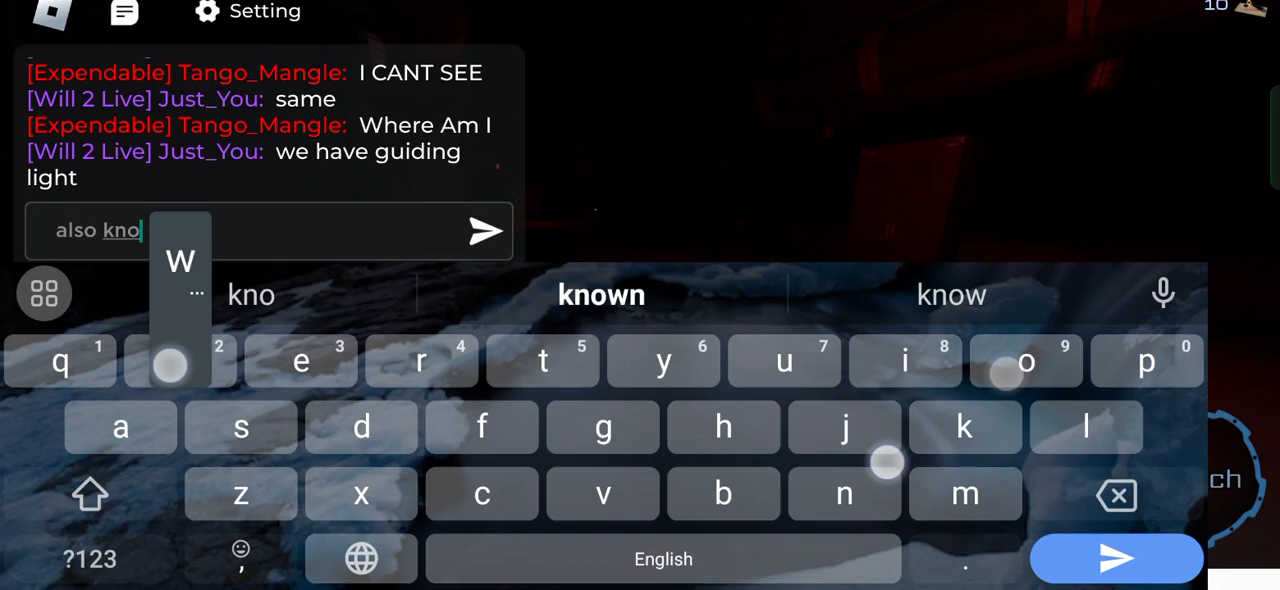 Setting
10
[Expendable] Tango_Mangle: I CANT SEE
[Will 2 Live] Just_You: same
[Expendable] Tango_Mangle: Where Am I
[Will 2 Live] Just_You: we have guiding
light
also kno
W
...
kno known know
q 1 2 e 3 r 4 t 5 y 6 u 7 i 8 o 9 p 0
a s d f g h j k l
ch
z x c v b n m
?123 , English .